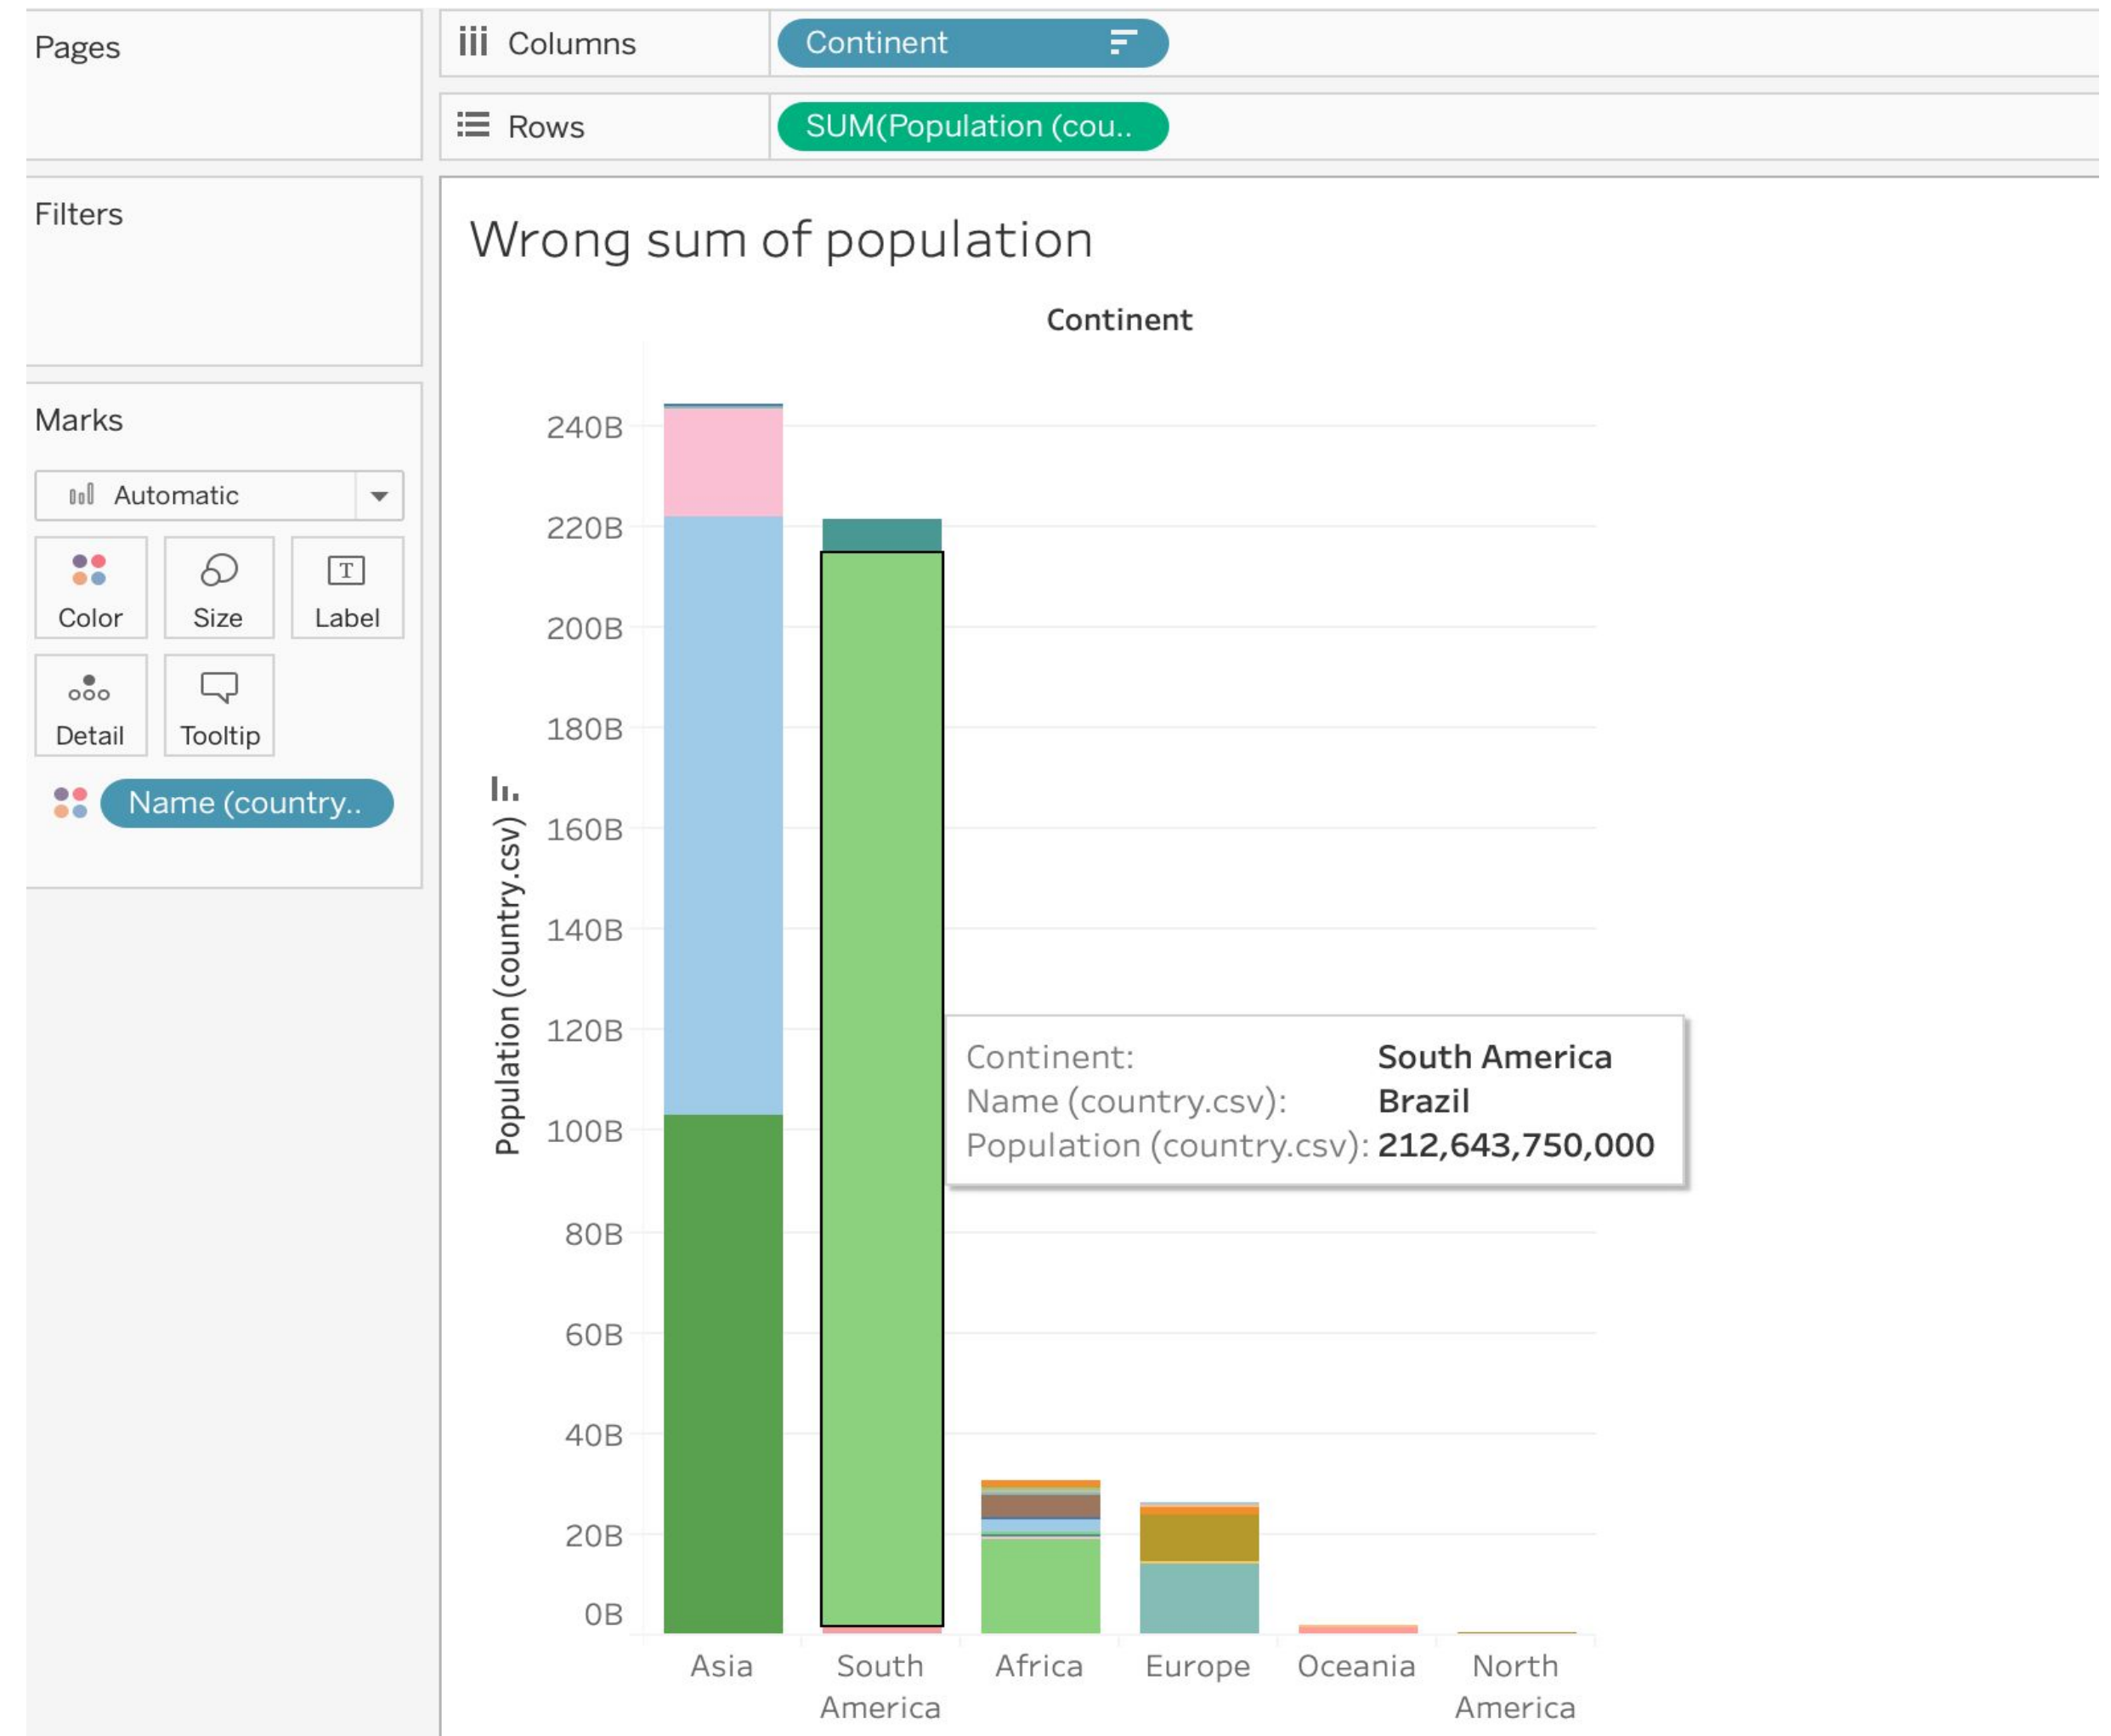 Pages
Columns
Continent
Rows
SUM(Population (cou..
Filters
Marks
Automatic
Color
Size
Label
T
Detail
Tooltip
Name (country..
Wrong sum of population
Continent
Population (country.csv)
240B
220B
200B
180B
160B
140B
120B
100B
80B
60B
40B
20B
0B
Continent: South America
Name (country.csv): Brazil
Population (country.csv): 212,643,750,000
Asia
South America
Africa
Europe
Oceania
North America